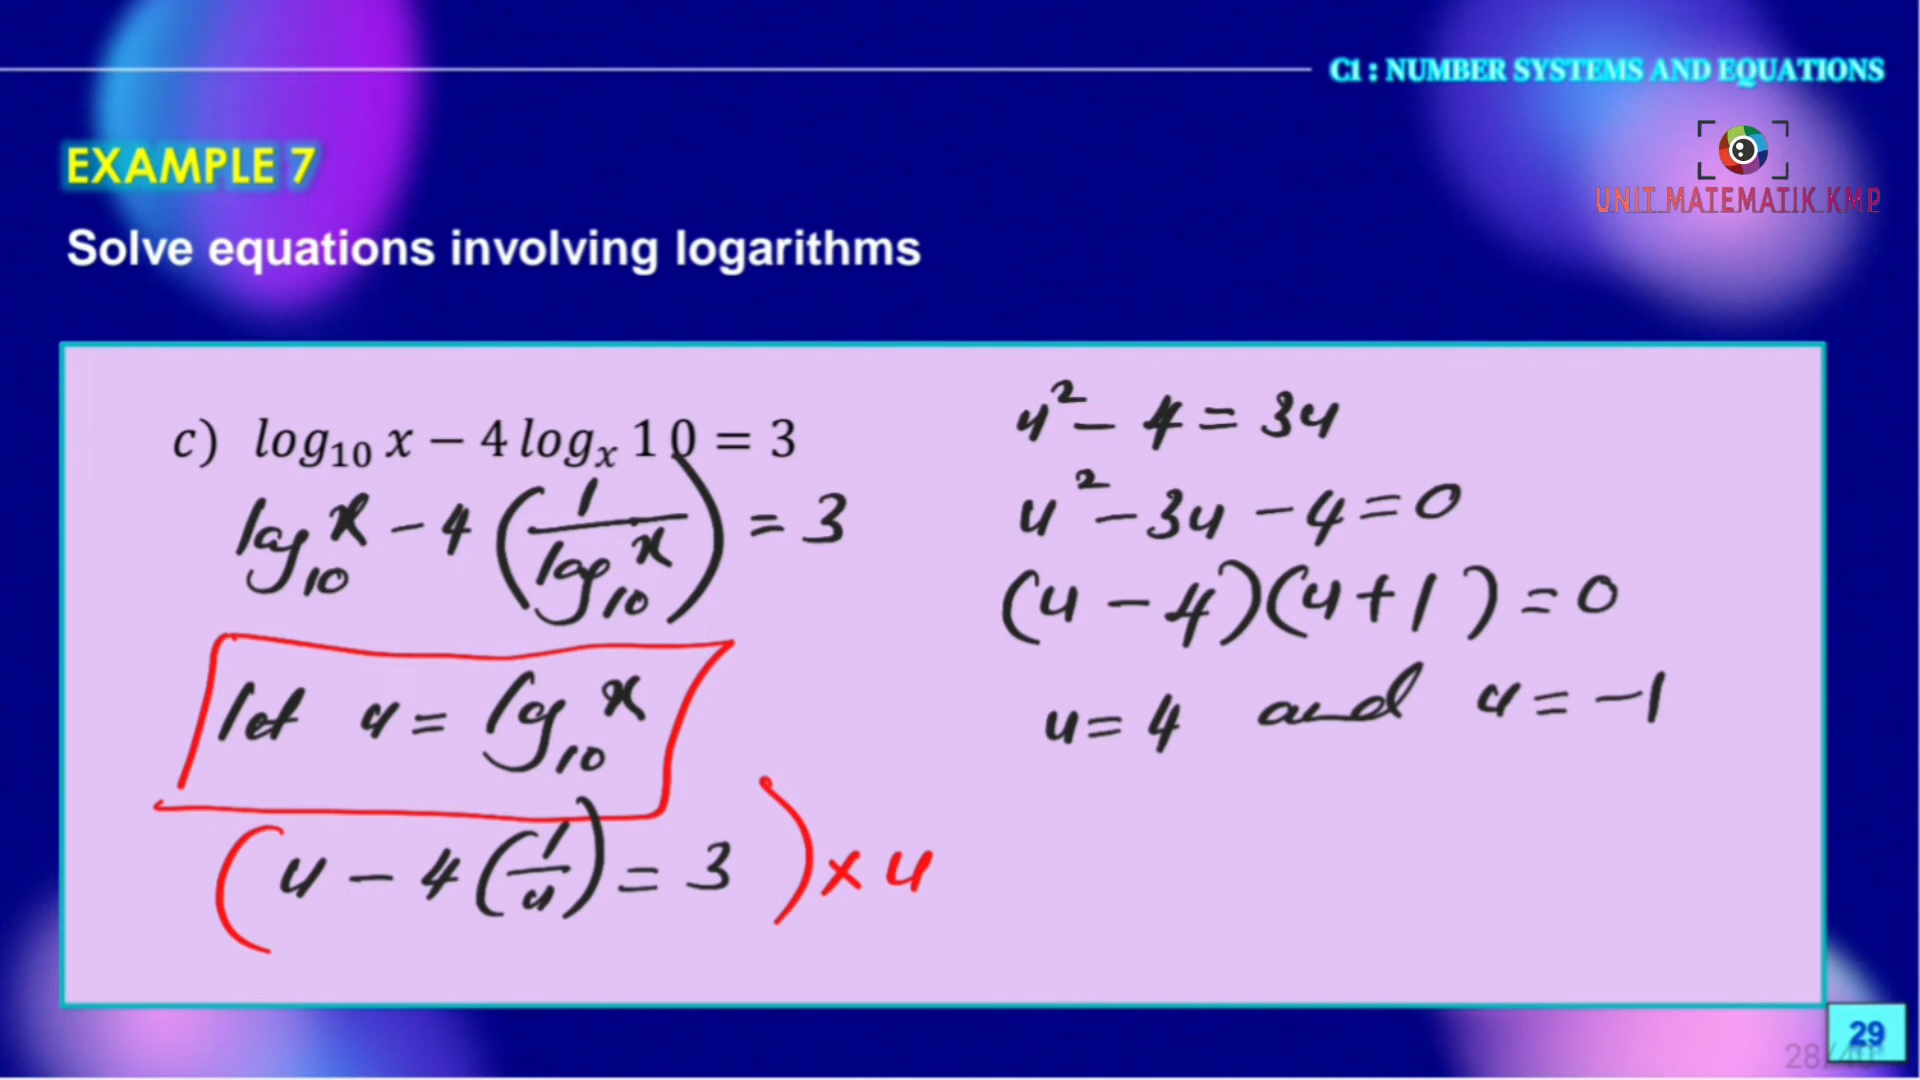 C1 : NUMBER SYSTEMS AND EQUATIONS
UNIT MATEMATIK KMP
EXAMPLE 7
Solve equations involving logarithms
c) log₁₀ x − 4 logₓ 10 = 3
log₁₀ x − 4 (1/log₁₀ x) = 3
let u = log₁₀ x
(u − 4(1/u) = 3) × u
u² − 4 = 3u
u² − 3u − 4 = 0
(u − 4)(u + 1) = 0
u = 4 and u = −1
29